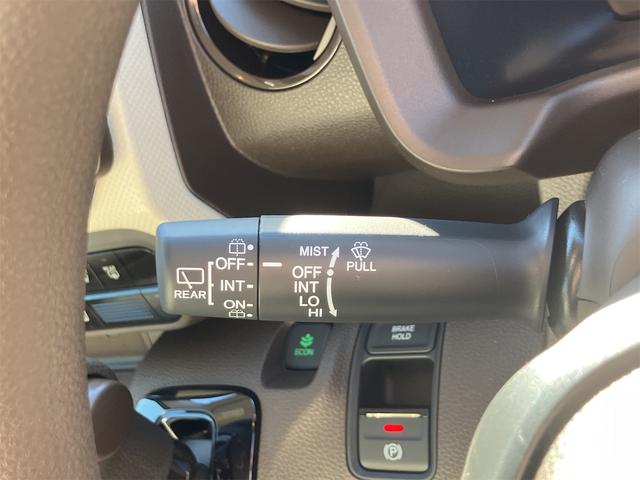 MIST
PULL
OFF
OFF
INT
INT
REAR
LO
ON
HI
BRAKE
HOLD
ECON
P